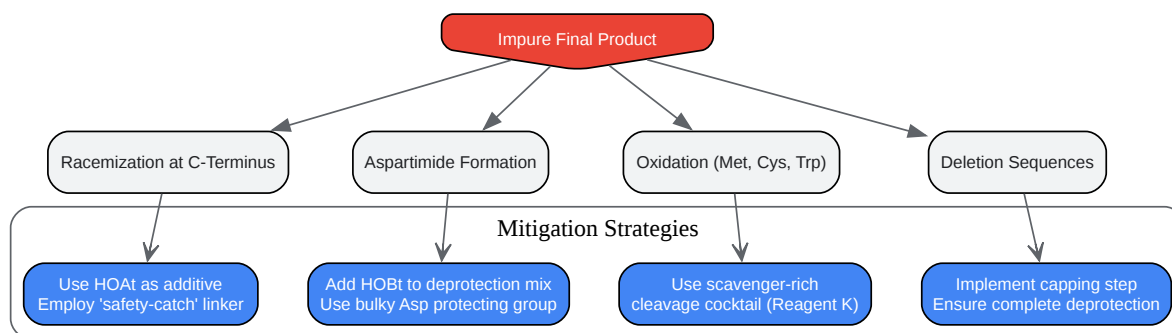 Impure Final Product
Racemization at C-Terminus
Aspartimide Formation
Oxidation (Met, Cys, Trp)
Deletion Sequences
Mitigation Strategies
Use HOAt as additive
Employ 'safety-catch' linker
Add HOBt to deprotection mix
Use bulky Asp protecting group
Use scavenger-rich
cleavage cocktail (Reagent K)
Implement capping step
Ensure complete deprotection